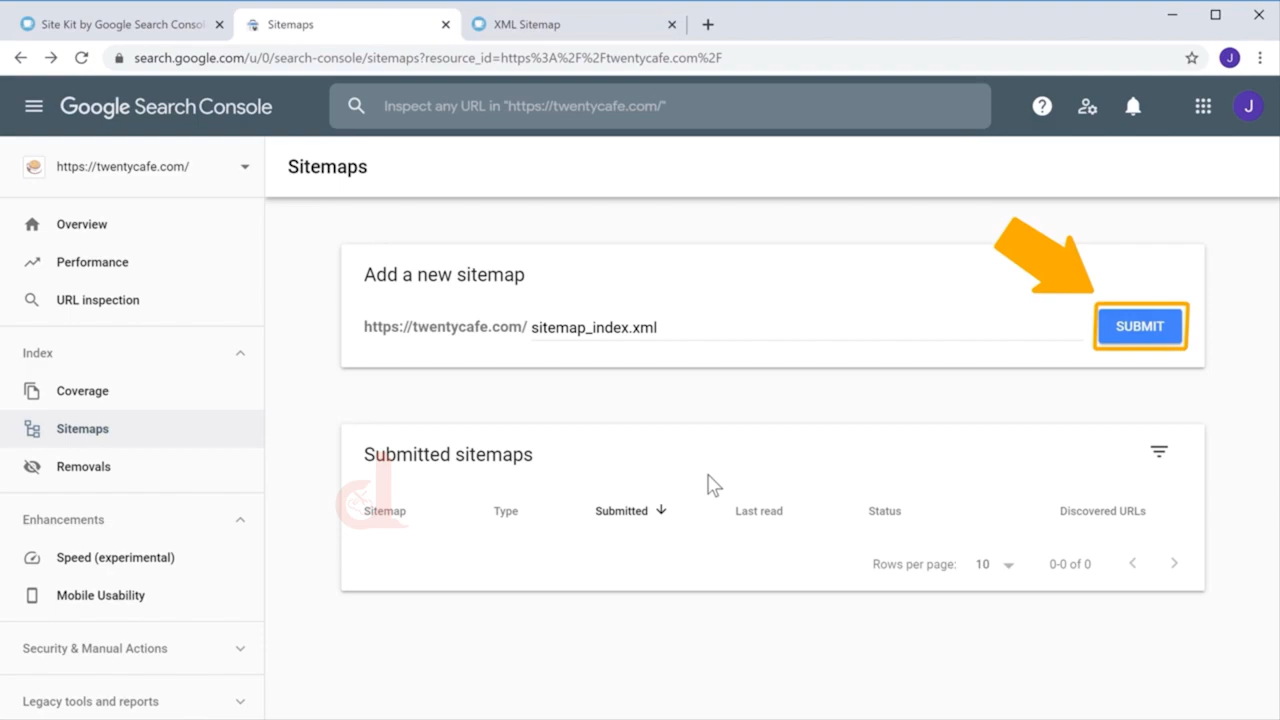 Site Kit by Google Search Consol
Sitemaps
XML Sitemap
search.google.com/u/0/search-console/sitemaps?resource_id=https%3A%2F%2Ftwentycafe.com%2F
J
Google Search Console
Inspect any URL in "https://twentycafe.com/"
J
https://twentycafe.com/
Sitemaps
Overview
Performance
URL inspection
Index
Coverage
Sitemaps
Removals
Enhancements
Speed (experimental)
Mobile Usability
Security & Manual Actions
Legacy tools and reports
Add a new sitemap
https://twentycafe.com/ sitemap_index.xml
SUBMIT
Submitted sitemaps
Sitemap Type Submitted Last read Status Discovered URLs
Rows per page: 10 0-0 of 0